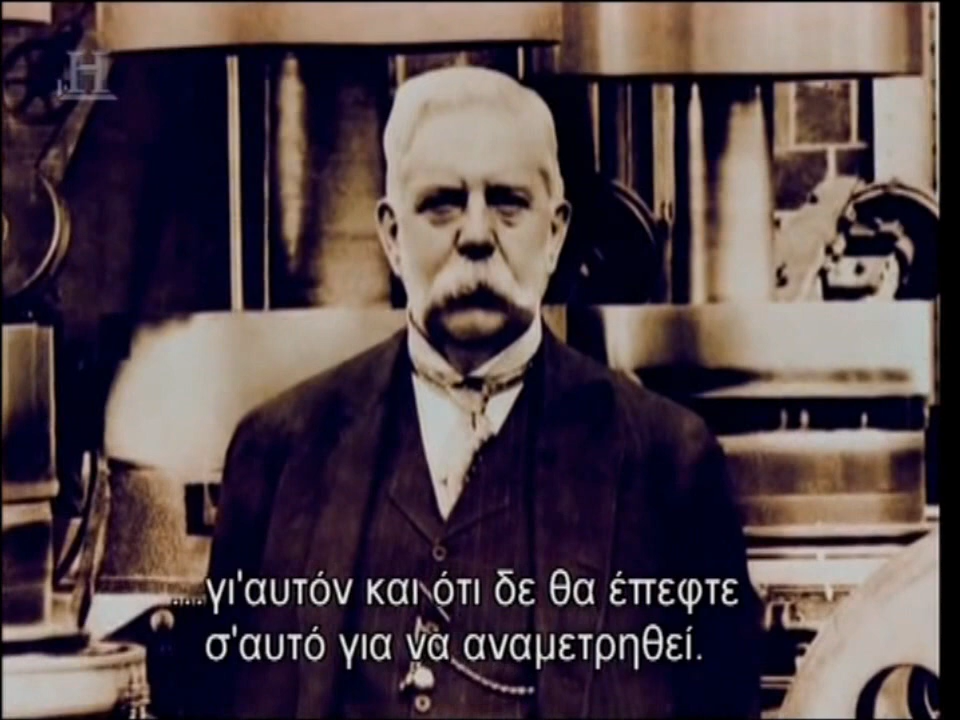 H
...γι'αυτόν και ότι δε θα έπεφτε
σ'αυτό για να αναμετρηθεί.